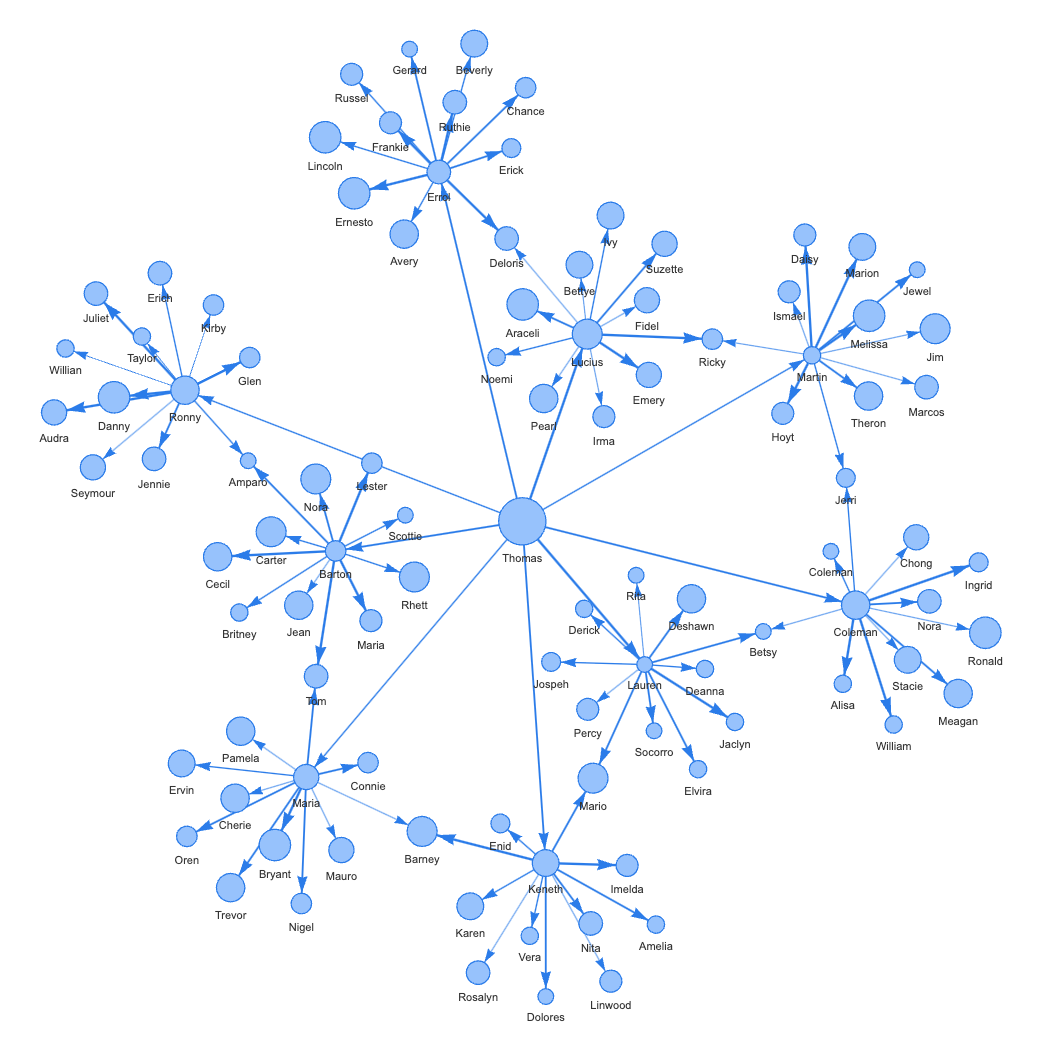 Gerard
Beverly
Russel
Chance
Ruthie
Frankie
Lincoln
Erick
Errol
Ernesto
Avery
Deloris
Ivy
Suzette
Bettye
Araceli
Fidel
Lucius
Noemi
Ricky
Emery
Pearl
Irma
Daisy
Marion
Jewel
Ismael
Melissa
Jim
Martin
Marcos
Theron
Hoyt
Jerri
Erich
Juliet
Kirby
Taylor
Willian
Glen
Ronny
Danny
Audra
Jennie
Seymour
Amparo
Lester
Nora
Scottie
Carter
Barton
Cecil
Rhett
Jean
Britney
Maria
Tom
Thomas
Rita
Deshawn
Derick
Betsy
Jospeh
Lauren
Deanna
Percy
Socorro
Jaclyn
Elvira
Mario
Coleman
Chong
Ingrid
Coleman
Nora
Ronald
Stacie
Alisa
Meagan
William
Pamela
Ervin
Connie
Maria
Cherie
Oren
Bryant
Mauro
Barney
Trevor
Nigel
Enid
Keneth
Imelda
Karen
Nita
Amelia
Vera
Rosalyn
Linwood
Dolores